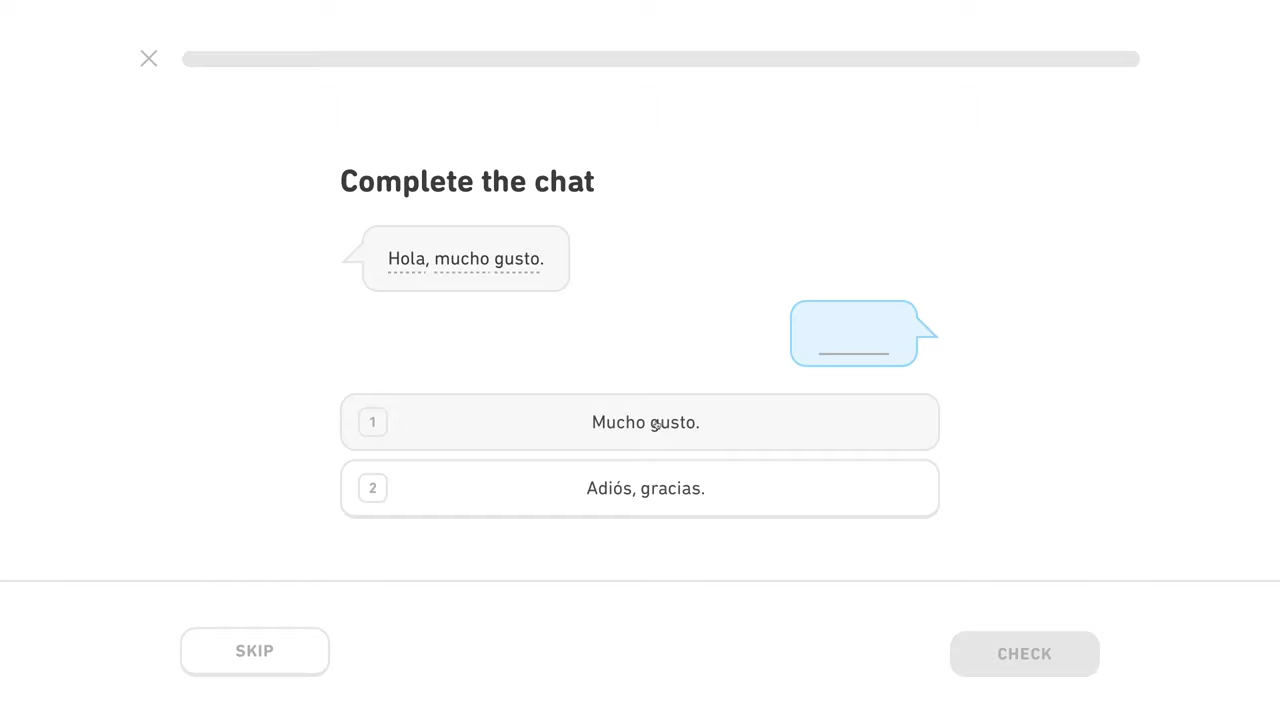 Complete the chat
Hola, mucho gusto.
1 Mucho gusto.
2 Adiós, gracias.
SKIP
CHECK